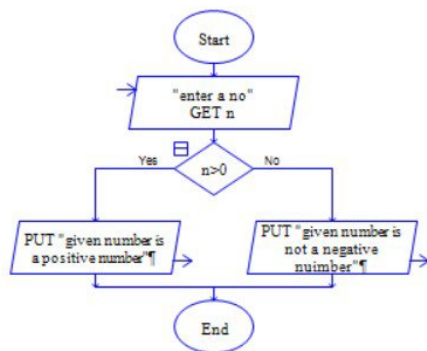 Start
"enter a no"
GET n
Yes
n>0
No
PUT "given number is
a positive number"¶
PUT "given number is
not a negative
nuimber"¶
End